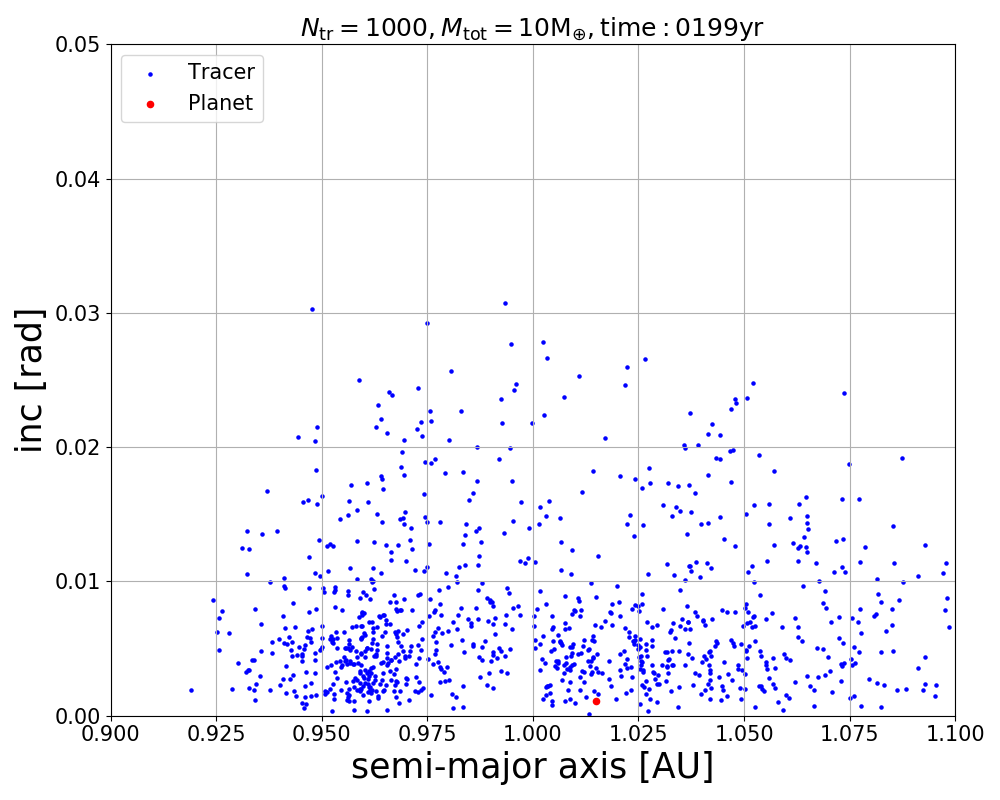 N_tr = 1000, M_tot = 10M_⊕, time : 0199yr
0.05
Tracer
Planet
0.04
0.03
0.02
0.01
0.00
inc [rad]
0.900 0.925 0.950 0.975 1.000 1.025 1.050 1.075 1.100
semi-major axis [AU]